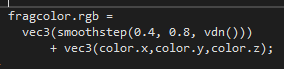 fragcolor.rgb =
vec3(smoothstep(0.4, 0.8, vdn()))
+ vec3(color.x,color.y,color.z);